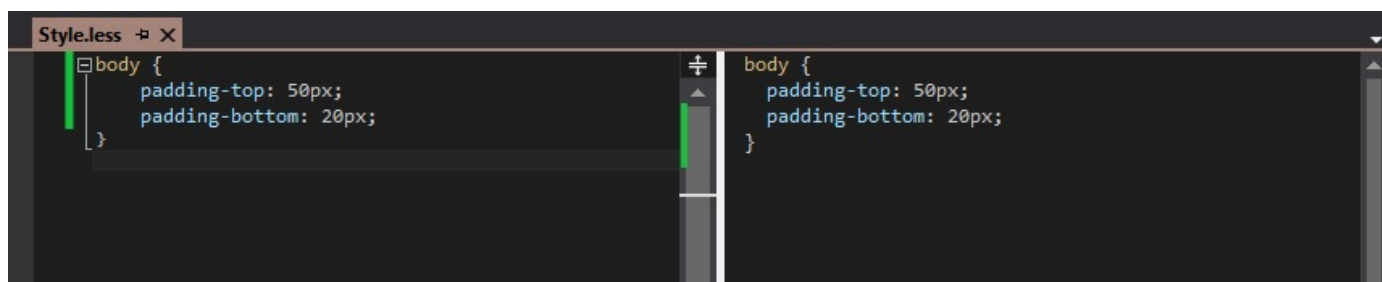 Style.less
body {
padding-top: 50px;
padding-bottom: 20px;
}
body {
padding-top: 50px;
padding-bottom: 20px;
}